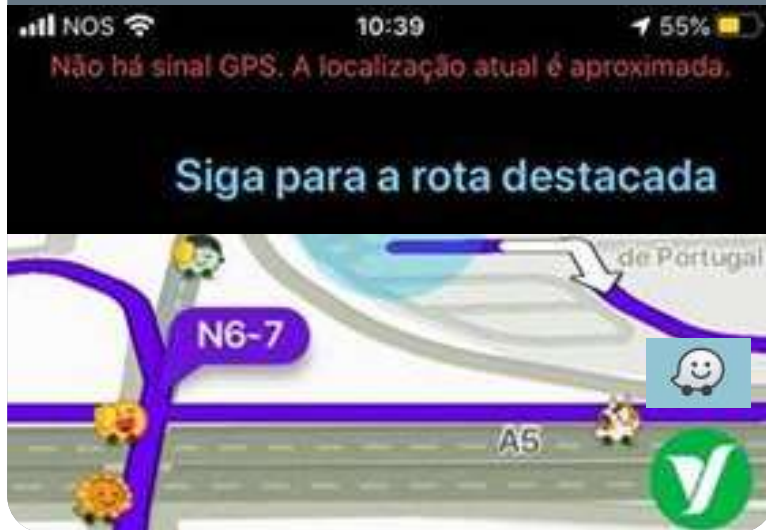 NOS 10:39 55%
Não há sinal GPS. A localização atual é aproximada.
Siga para a rota destacada
de Portugal
N6-7
A5